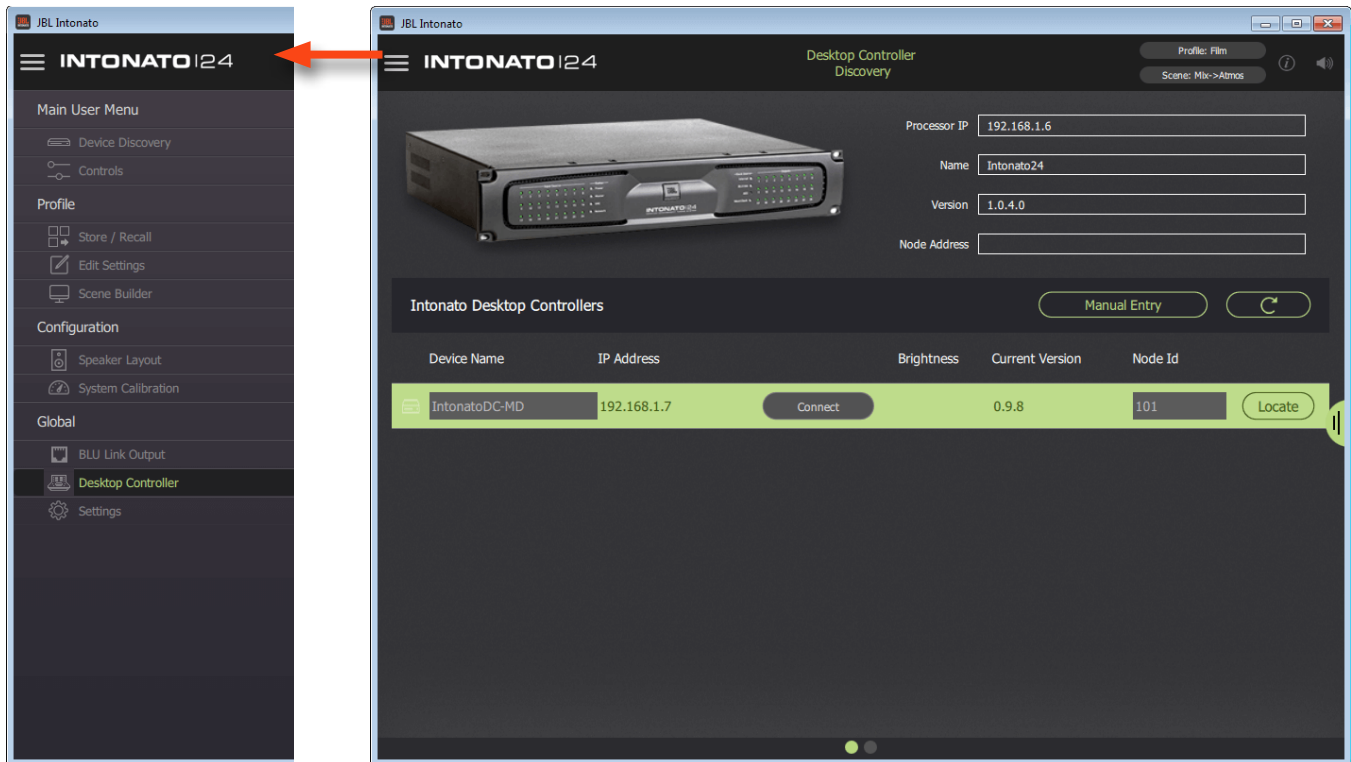 JBL Intonato
INTONATO|24
Main User Menu
Device Discovery
Controls
Profile
Store / Recall
Edit Settings
Scene Builder
Configuration
Speaker Layout
System Calibration
Global
BLU Link Output
Desktop Controller
Settings
JBL Intonato
INTONATO|24
Desktop Controller
Discovery
Profile: Film
Scene: Mix->Atmos
Processor IP 192.168.1.6
Name Intonato24
Version 1.0.4.0
Node Address
JBL
INTONATO|24
Intonato Desktop Controllers Manual Entry
Device Name IP Address Brightness Current Version Node Id
IntonatoDC-MD 192.168.1.7 Connect 0.9.8 101 Locate